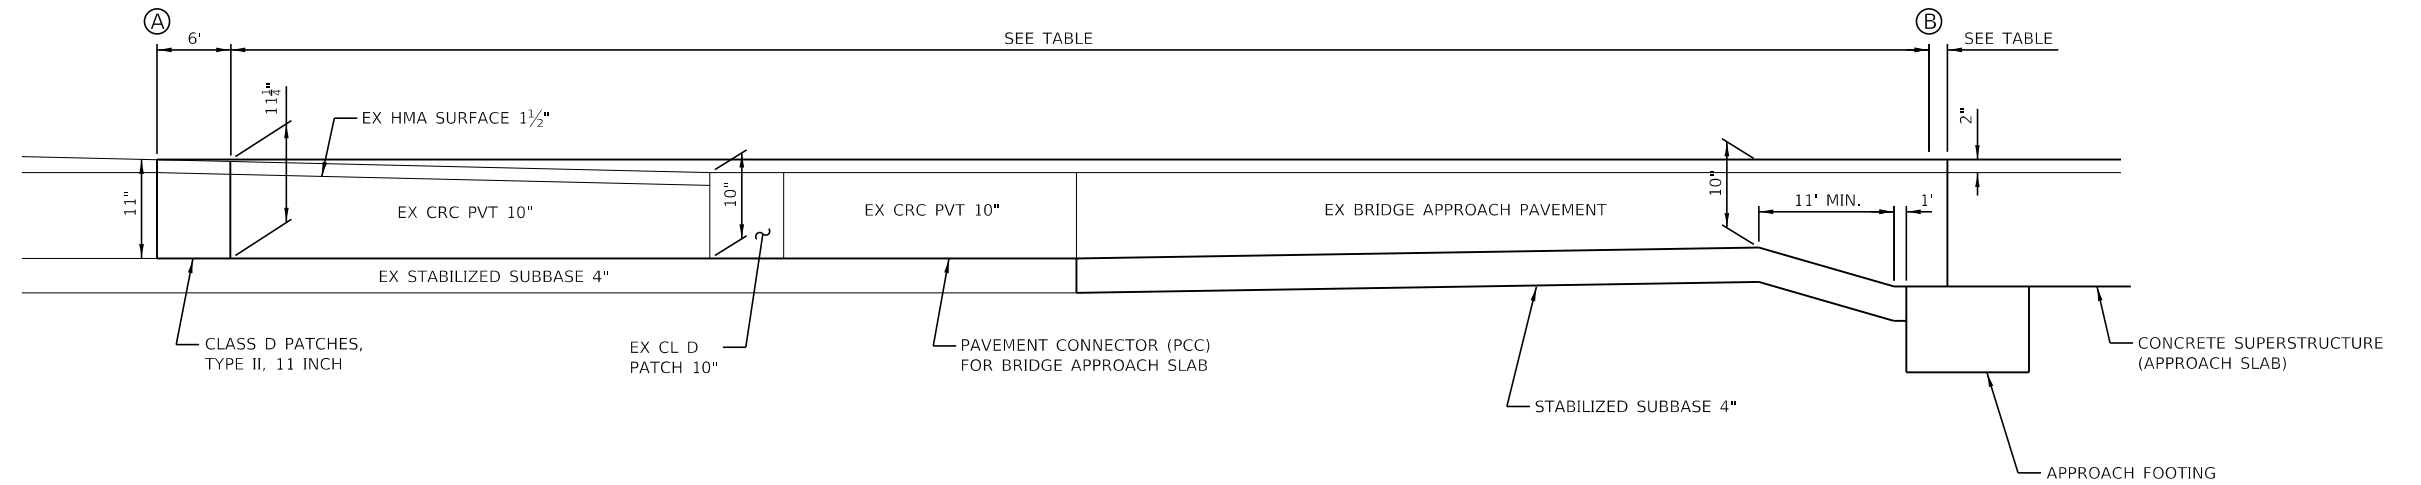 A
B
6'
SEE TABLE
SEE TABLE
11 1/4"
EX HMA SURFACE 1½"
2"
11"
10"
10"
EX CRC PVT 10"
EX CRC PVT 10"
EX BRIDGE APPROACH PAVEMENT
11' MIN.
1'
EX STABILIZED SUBBASE 4"
CLASS D PATCHES,
TYPE II, 11 INCH
EX CL D
PATCH 10"
PAVEMENT CONNECTOR (PCC)
FOR BRIDGE APPROACH SLAB
CONCRETE SUPERSTRUCTURE
(APPROACH SLAB)
STABILIZED SUBBASE 4"
APPROACH FOOTING